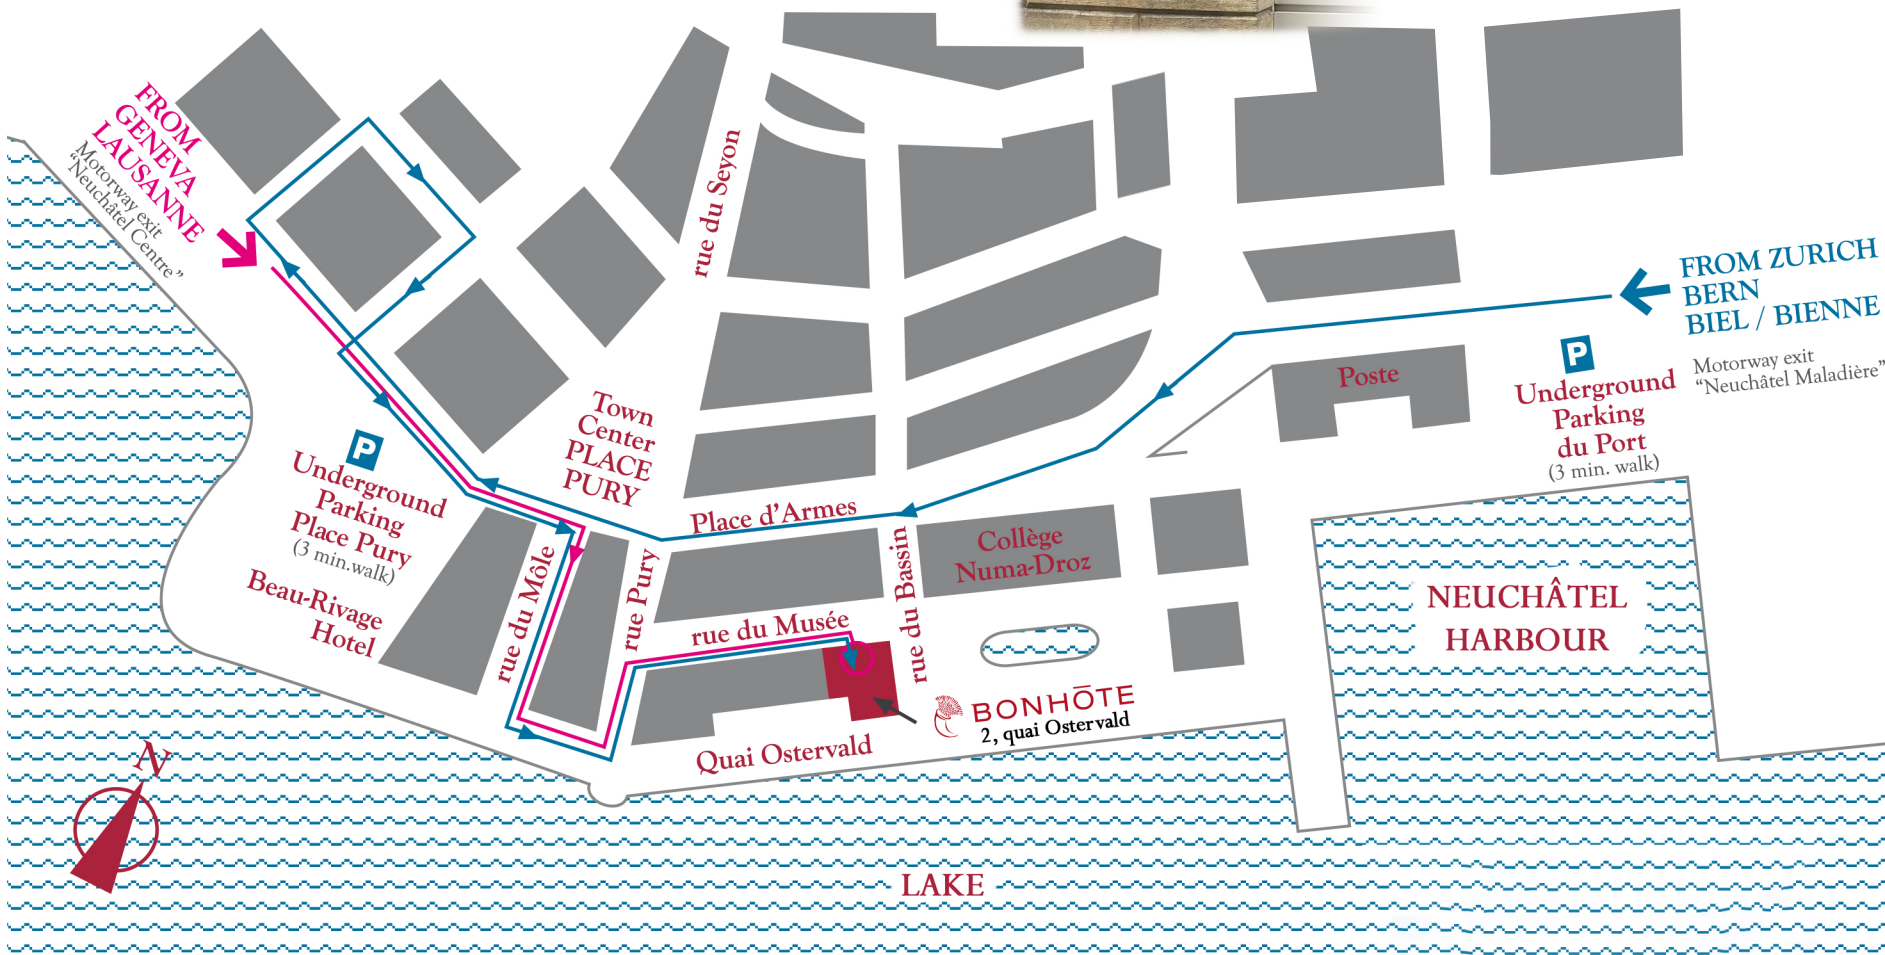 FROM
GENEVA
LAUSANNE
Motorway exit
“Neuchâtel Centre”
rue du Seyon
FROM ZURICH
BERN
BIEL / BIENNE
Motorway exit
“Neuchâtel Maladière”
P
Underground
Parking
du Port
(3 min. walk)
Poste
Town
Center
PLACE
PURY
P
Underground
Parking
Place Pury
(3 min.walk)
Beau-Rivage
Hotel
Place d’Armes
Collège
Numa-Droz
rue du Môle
rue Pury
rue du Musée
rue du Bassin
NEUCHÂTEL
HARBOUR
BONHŌTE
2, quai Ostervald
Quai Ostervald
N
LAKE